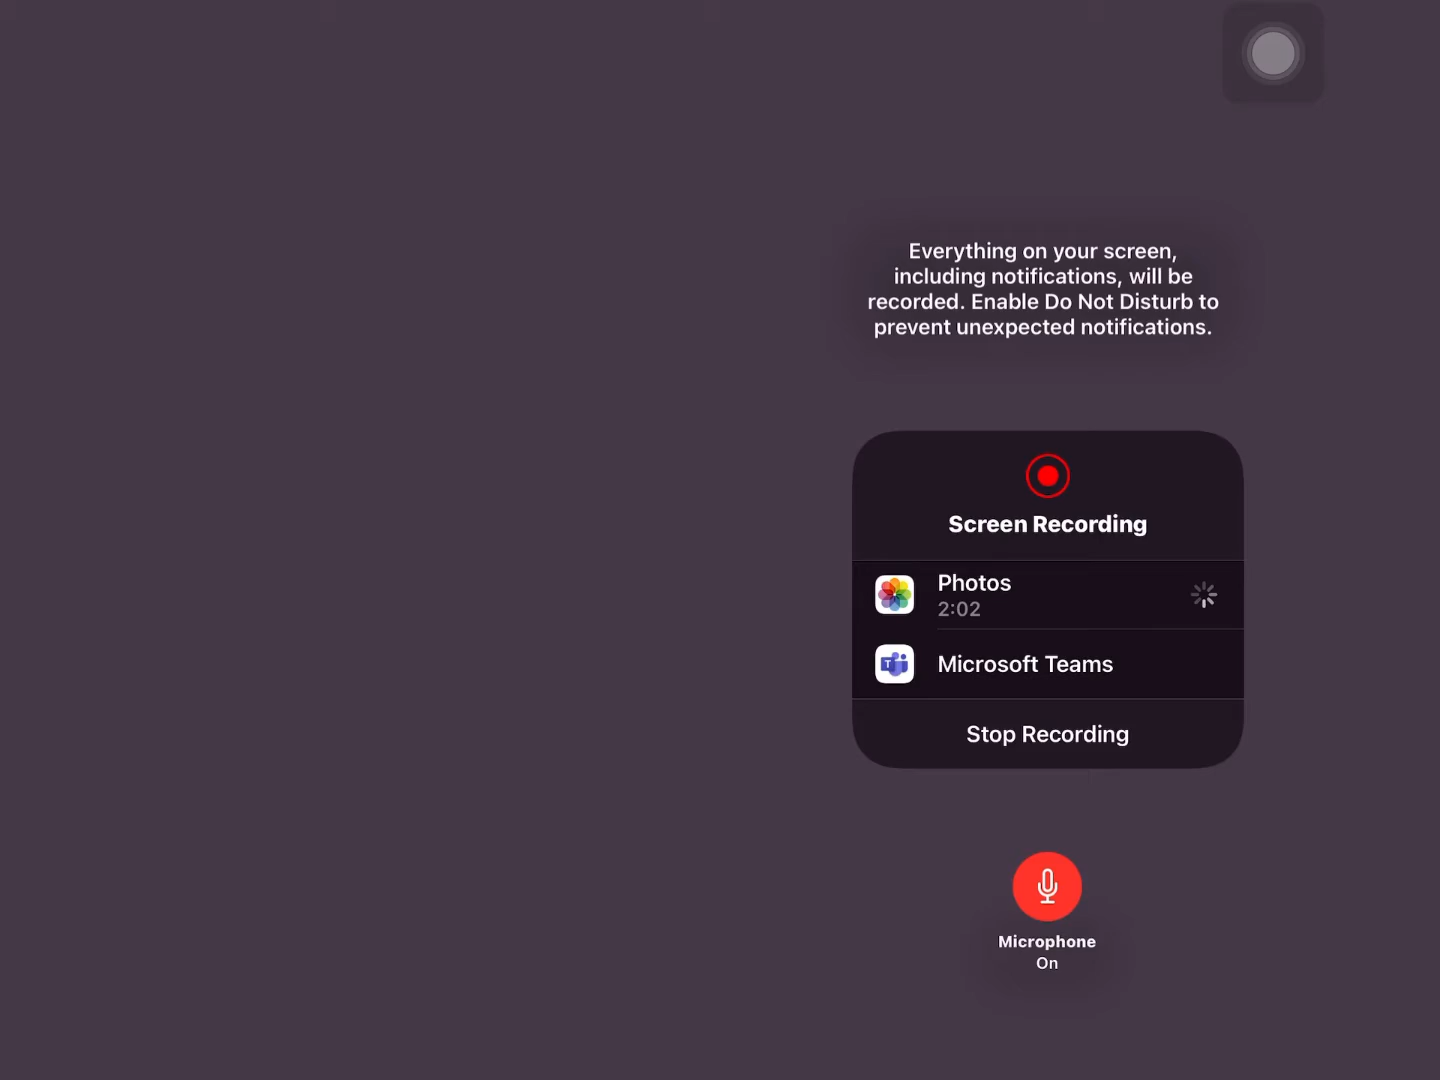 Everything on your screen,
including notifications, will be
recorded. Enable Do Not Disturb to
prevent unexpected notifications.
Screen Recording
Photos
2:02
Microsoft Teams
Stop Recording
Microphone
On